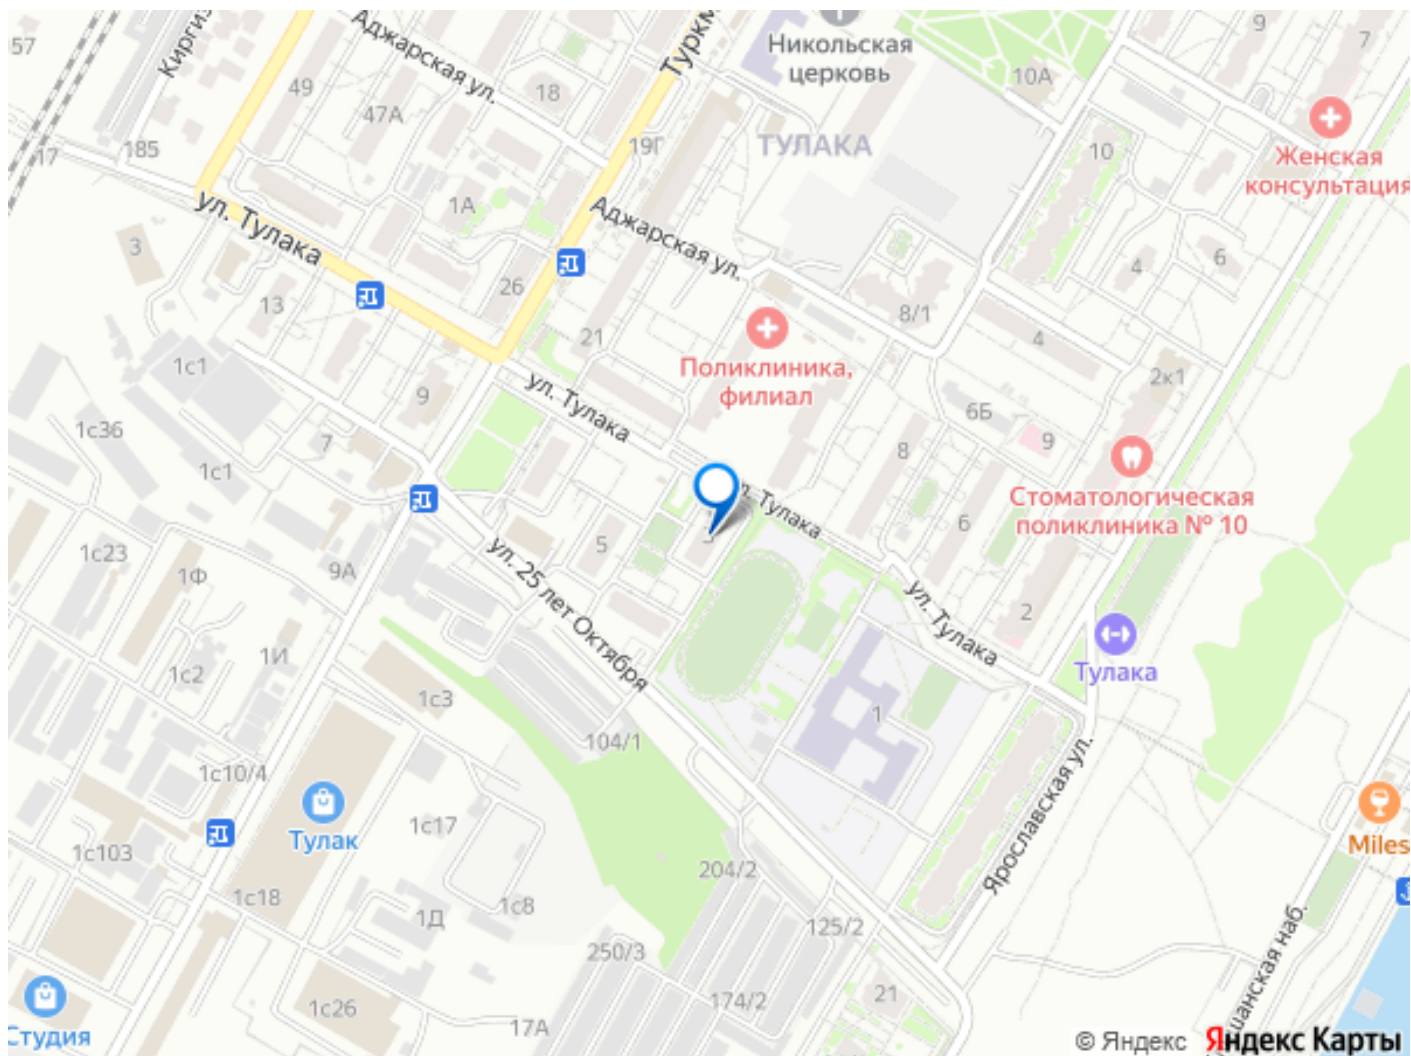 57
Киргиз
Аджарская ул.
Туркм
Никольская
церковь
10А
9
7
49
47А
18
19Г
ТУЛАКА
10
Женская
консультация
17
185
1А
ул. Тулака
Аджарская ул.
3
13
26
21
8/1
4
6
4
Поликлиника,
филиал
1с1
9
ул. Тулака
2к1
6Б
9
8
1с36
7
1с1
Стоматологическая
поликлиника № 10
ул. Тулака
6
1с23
1Ф
9А
5
3
ул. 25 лет Октября
ул. Тулака
2
Тулака
1с2
1И
1с3
104/1
1
Ярославская ул.
1с10/4
Тулак
1с17
1с103
Miles
204/2
1с18
1Д
1с8
125/2
250/3
174/2
21
шанская наб.
1с26
17А
Студия
© Яндекс Яндекс Карты